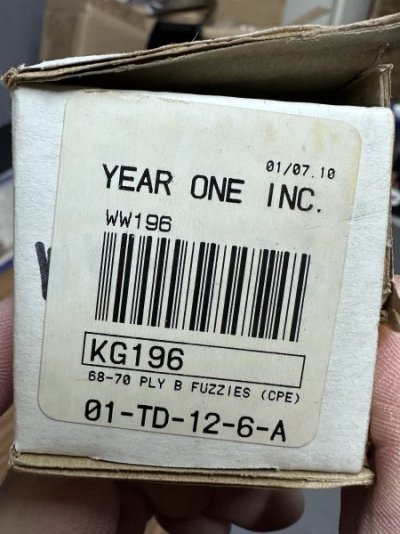 01/07.10
YEAR ONE INC.
WW196
KG196
68-70 PLY B FUZZIES (CPE)
01-TD-12-6-A